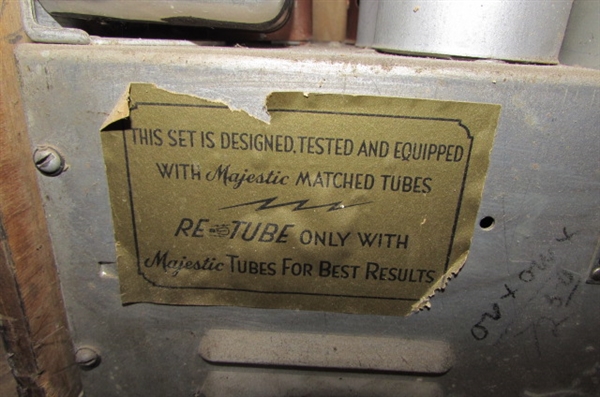 THIS SET IS DESIGNED, TESTED AND EQUIPPED
WITH Majestic MATCHED TUBES
RE-TUBE ONLY WITH
Majestic TUBES FOR BEST RESULTS